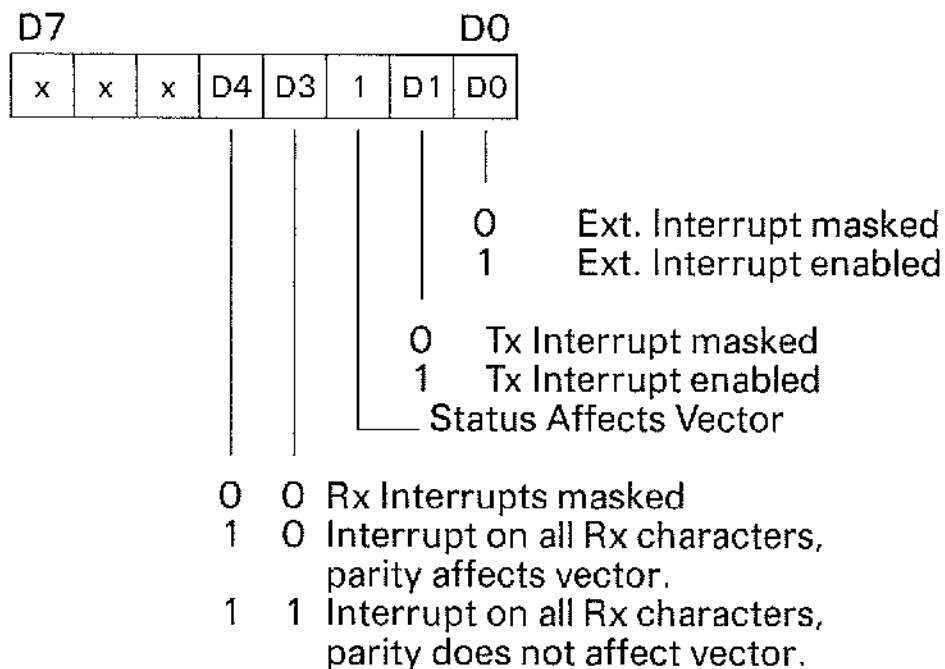 D7 D0
x x x D4 D3 1 D1 D0
0 Ext. Interrupt masked
1 Ext. Interrupt enabled
0 Tx Interrupt masked
1 Tx Interrupt enabled
Status Affects Vector
0 0 Rx Interrupts masked
1 0 Interrupt on all Rx characters,
parity affects vector.
1 1 Interrupt on all Rx characters,
parity does not affect vector.